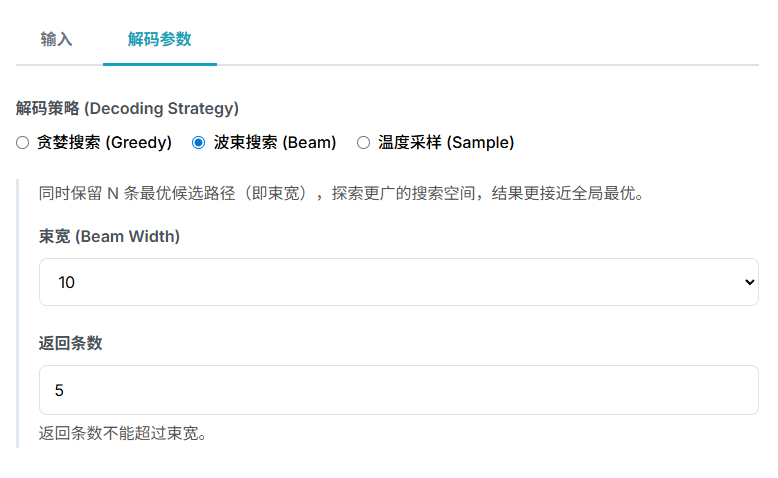 输入 解码参数
解码策略 (Decoding Strategy)
贪婪搜索 (Greedy) 波束搜索 (Beam) 温度采样 (Sample)
同时保留 N 条最优候选路径（即束宽），探索更广的搜索空间，结果更接近全局最优。
束宽 (Beam Width)
10
返回条数
5
返回条数不能超过束宽。